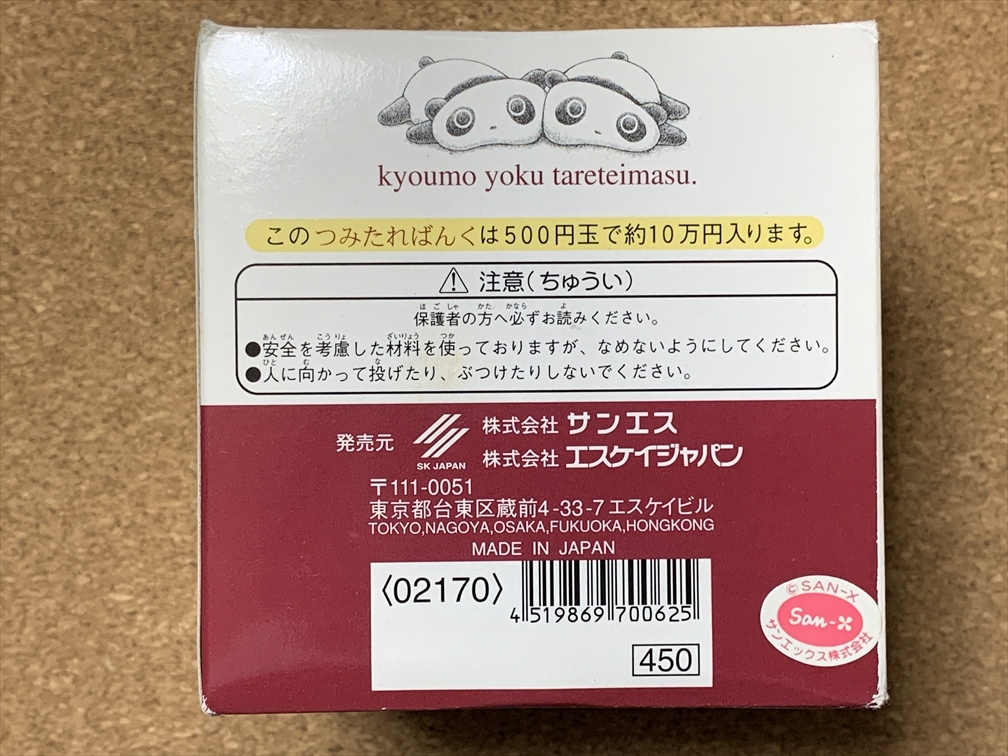 kyoumo yoku tareteimasu.
このつみたればんくは500円玉で約10万円入ります。
注意(ちゅうい)
保護者の方へ必ずお読みください。
●安全を考慮した材料を使っておりますが、なめないようにしてください。
●人に向かって投げたり、ぶつけたりしないでください。
発売元
SK JAPAN
株式会社 サンエス
株式会社 エスケイジャパン
〒111-0051
東京都台東区蔵前4-33-7エスケイビル
TOKYO,NAGOYA,OSAKA,FUKUOKA,HONGKONG
MADE IN JAPAN
〈02170〉
4 519869 700625
450
©SAN-X
San-x
サンエックス株式会社